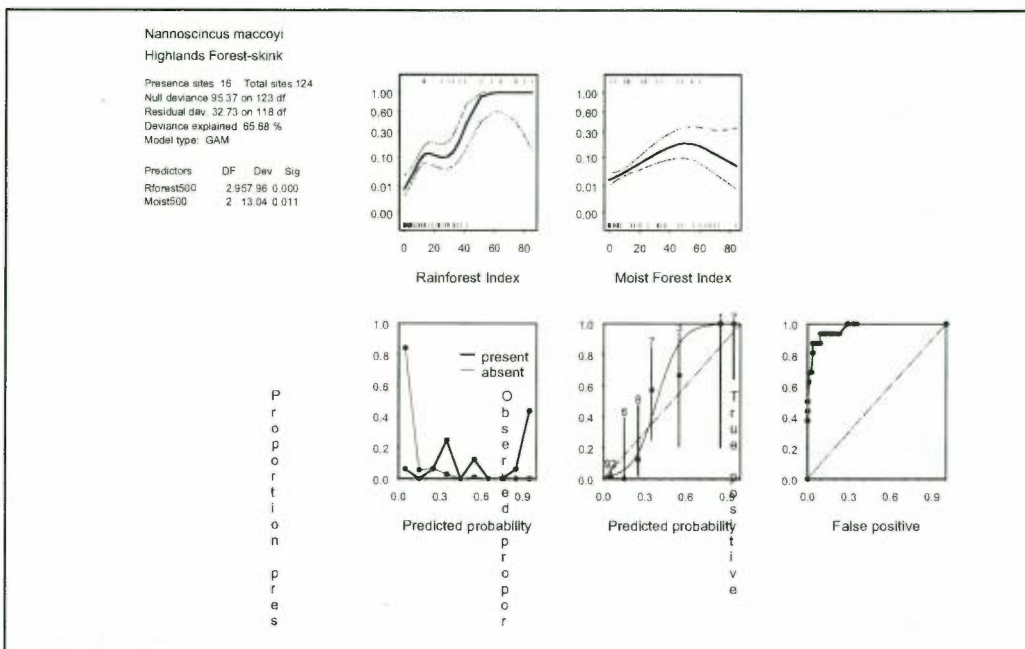 Nannoscincus maccoyi
Highlands Forest-skink
Presence sites 16 Total sites 124
Null deviance 95.37 on 123 df
Residual dev. 32.73 on 118 df
Deviance explained 65.68 %
Model type: GAM
Predictors DF Dev Sig
Rforest500 2.957 96 0.000
Moist500 2 13.04 0.011
1.00
0.60
0.30
0.10
0.01
0.00
0 20 40 60 80
Rainforest Index
1.00
0.60
0.30
0.10
0.01
0.00
0 20 40 60 80
Moist Forest Index
Proportion pres
1.0
0.8
0.6
0.4
0.2
0.0
present
absent
0.0 0.3 0.6 0.9
Predicted probability
Observed propor
1.0
0.8
0.6
0.4
0.2
0.0
92 6 8 7 3
0.0 0.3 0.6 0.9
Predicted probability
True positive
1.0
0.8
0.6
0.4
0.2
0.0
0.0 0.3 0.9
False positive